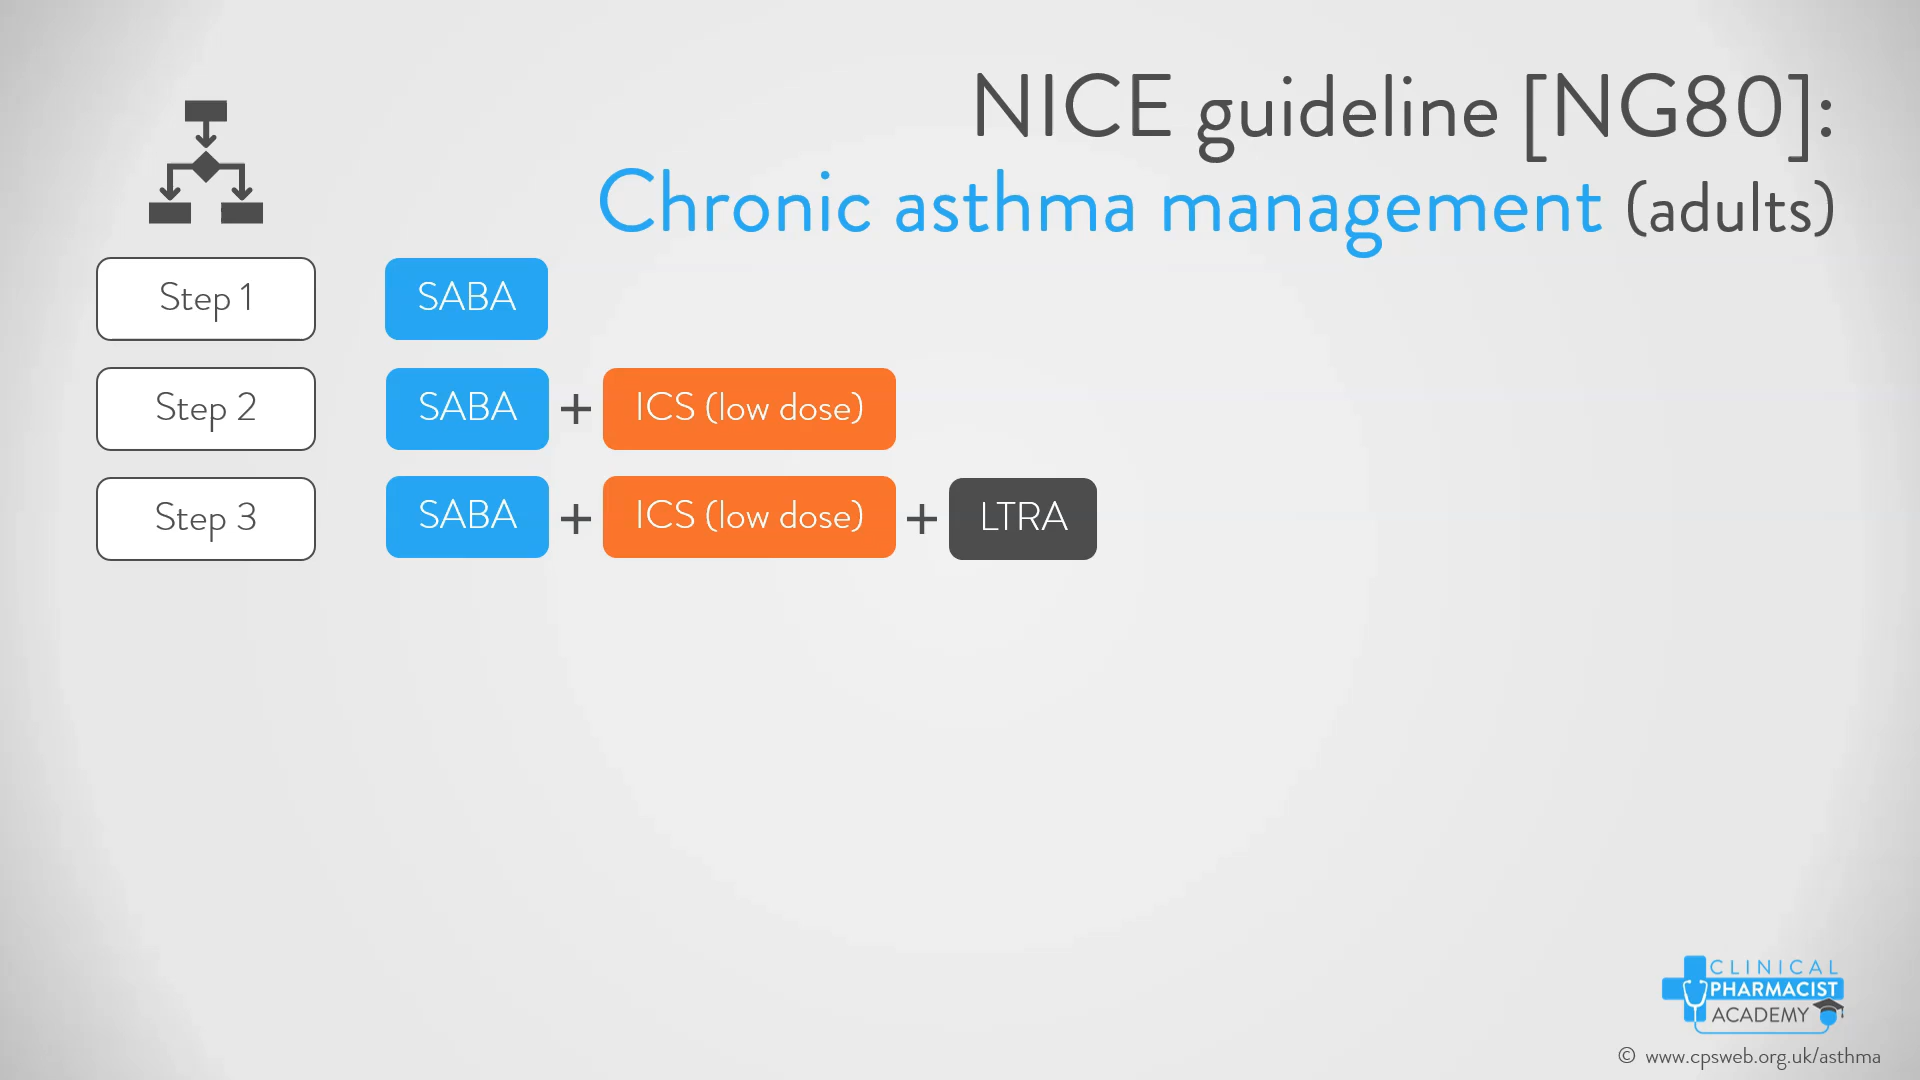 NICE guideline [NG80]:
Chronic asthma management (adults)
Step 1 SABA
Step 2 SABA + ICS (low dose)
Step 3 SABA + ICS (low dose) + LTRA
CLINICAL
PHARMACIST
ACADEMY
© www.cpsweb.org.uk/asthma